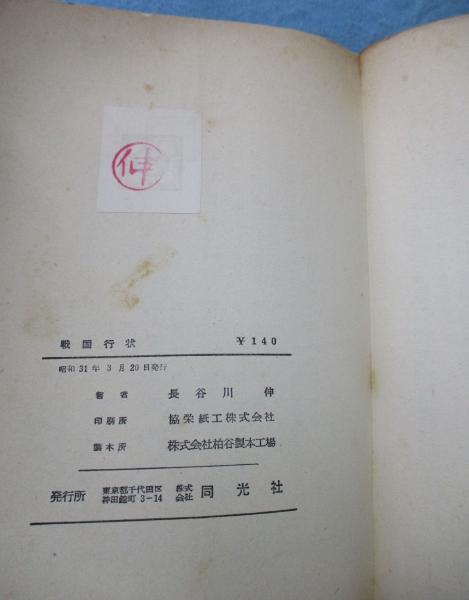 伸
戦国行状 ￥140
昭和31年3月20日発行
著者 長谷川伸
印刷所 協栄紙工株式会社
製本所 株式会社柏谷製本工場
発行所 東京都千代田区 株式 同光社
神田鎌町3-14 会社